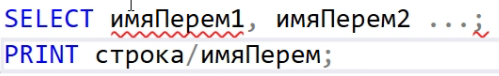 SELECT имяПерем1, имяПерем2 ...;
PRINT строка/имяПерем;